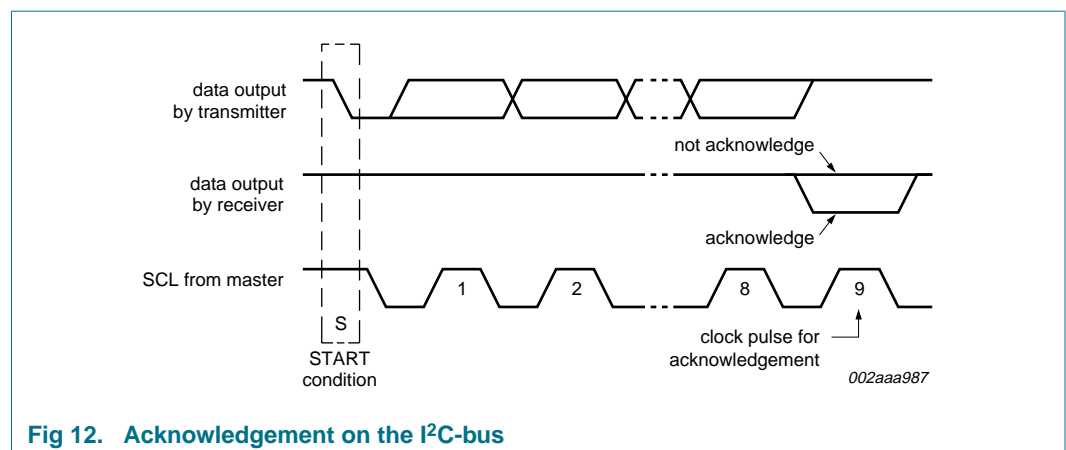 data output
by transmitter
not acknowledge
data output
by receiver
acknowledge
SCL from master
1
2
8
9
S
START
condition
clock pulse for
acknowledgement
002aaa987
Fig 12. Acknowledgement on the I²C-bus